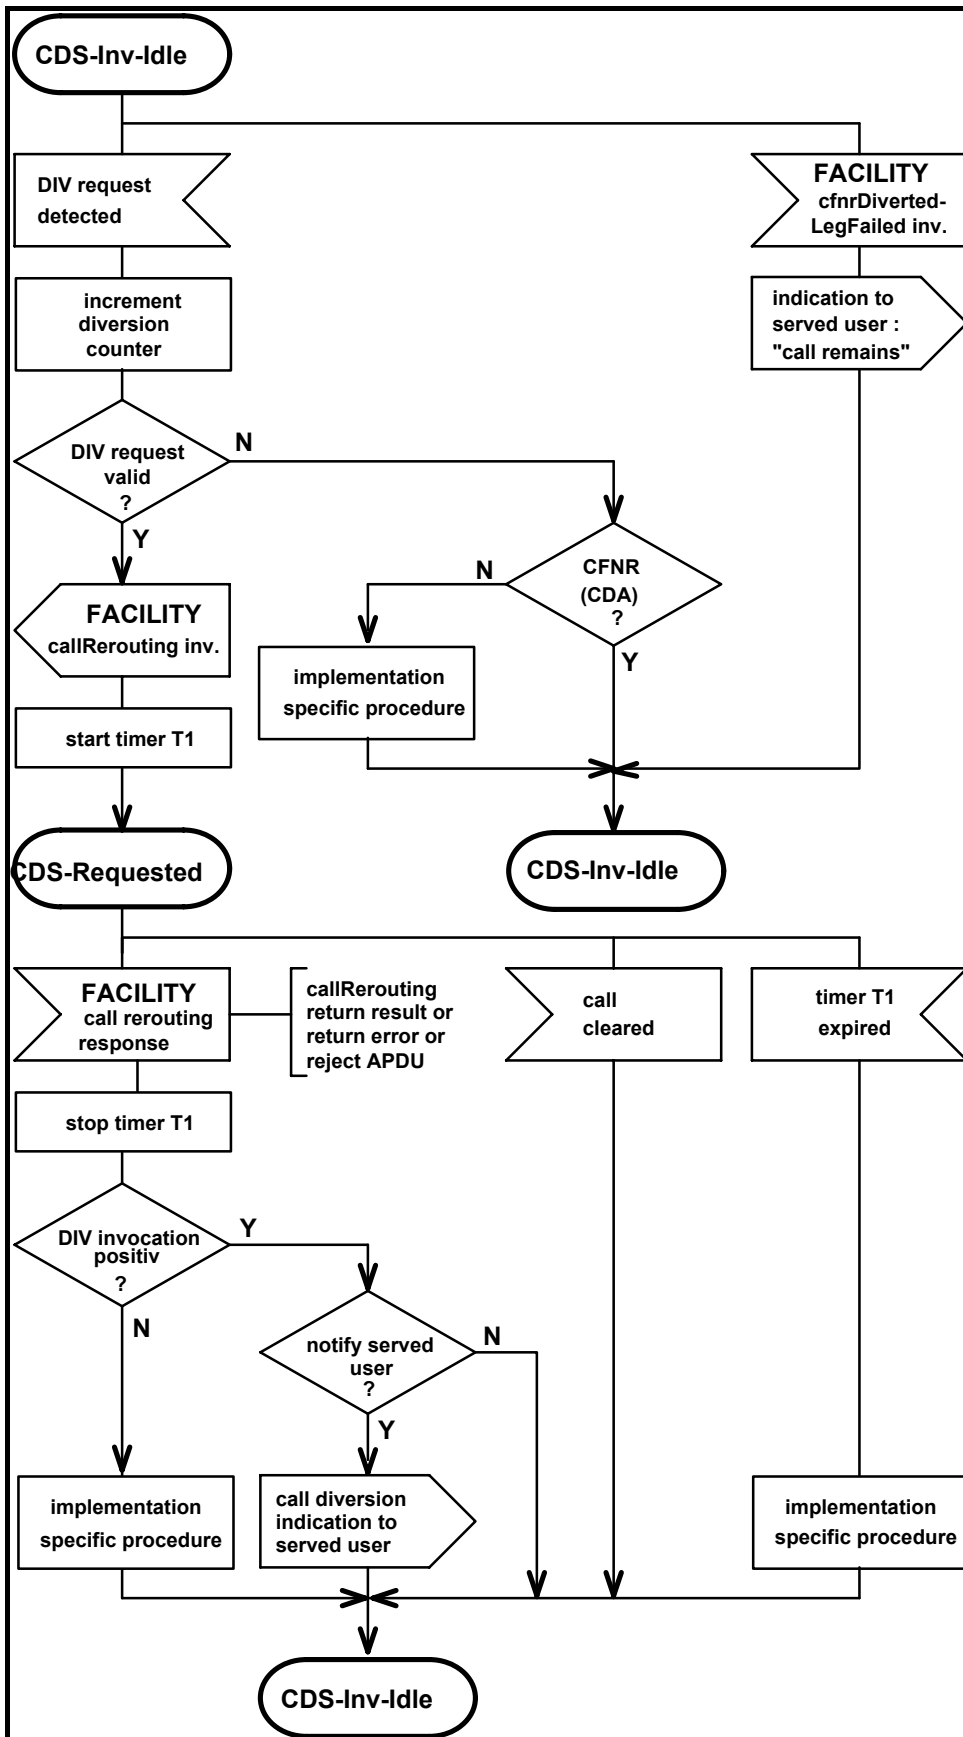 CDS-Inv-Idle
DIV request
detected
FACILITY
cfnrDiverted-
LegFailed inv.
increment
diversion
counter
indication to
served user :
"call remains"
DIV request
valid
?
N
Y
CFNR
(CDA)
?
N
Y
FACILITY
callRerouting inv.
implementation
specific procedure
start timer T1
CDS-Requested
CDS-Inv-Idle
FACILITY
call rerouting
response
callRerouting
return result or
return error or
reject APDU
call
cleared
timer T1
expired
stop timer T1
DIV invocation
positiv
?
Y
N
notify served
user
?
N
Y
implementation
specific procedure
call diversion
indication to
served user
implementation
specific procedure
CDS-Inv-Idle